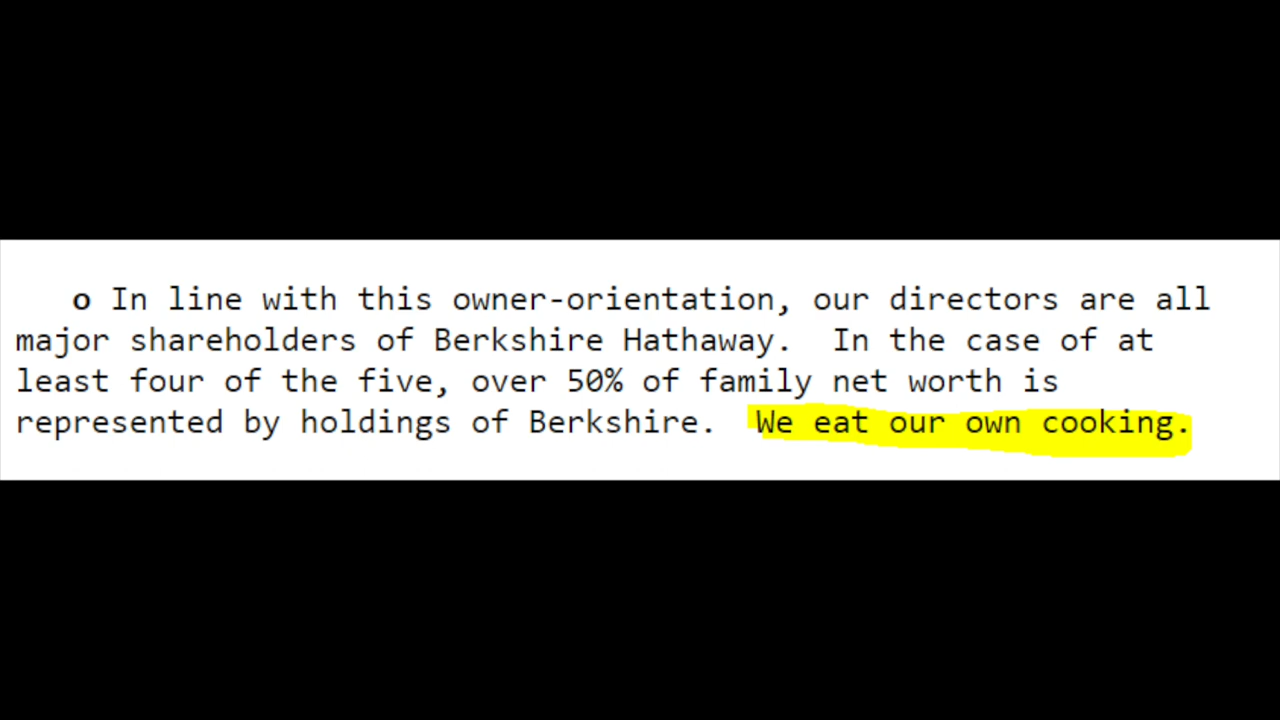 o In line with this owner-orientation, our directors are all
major shareholders of Berkshire Hathaway.  In the case of at
least four of the five, over 50% of family net worth is
represented by holdings of Berkshire.  We eat our own cooking.